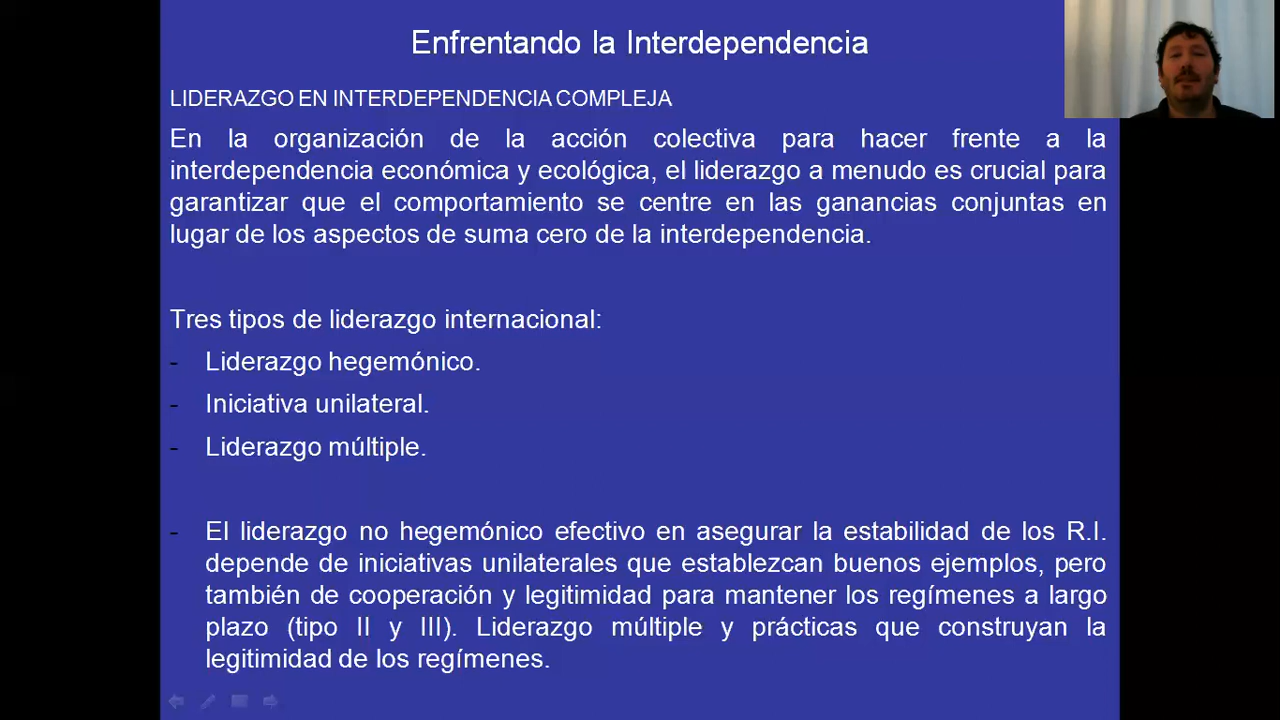 Enfrentando la Interdependencia
LIDERAZGO EN INTERDEPENDENCIA COMPLEJA
En la organización de la acción colectiva para hacer frente a la
interdependencia económica y ecológica, el liderazgo a menudo es crucial para
garantizar que el comportamiento se centre en las ganancias conjuntas en
lugar de los aspectos de suma cero de la interdependencia.
Tres tipos de liderazgo internacional:
- Liderazgo hegemónico.
- Iniciativa unilateral.
- Liderazgo múltiple.
- El liderazgo no hegemónico efectivo en asegurar la estabilidad de los R.I.
depende de iniciativas unilaterales que establezcan buenos ejemplos, pero
también de cooperación y legitimidad para mantener los regímenes a largo
plazo (tipo II y III). Liderazgo múltiple y prácticas que construyan la
legitimidad de los regímenes.